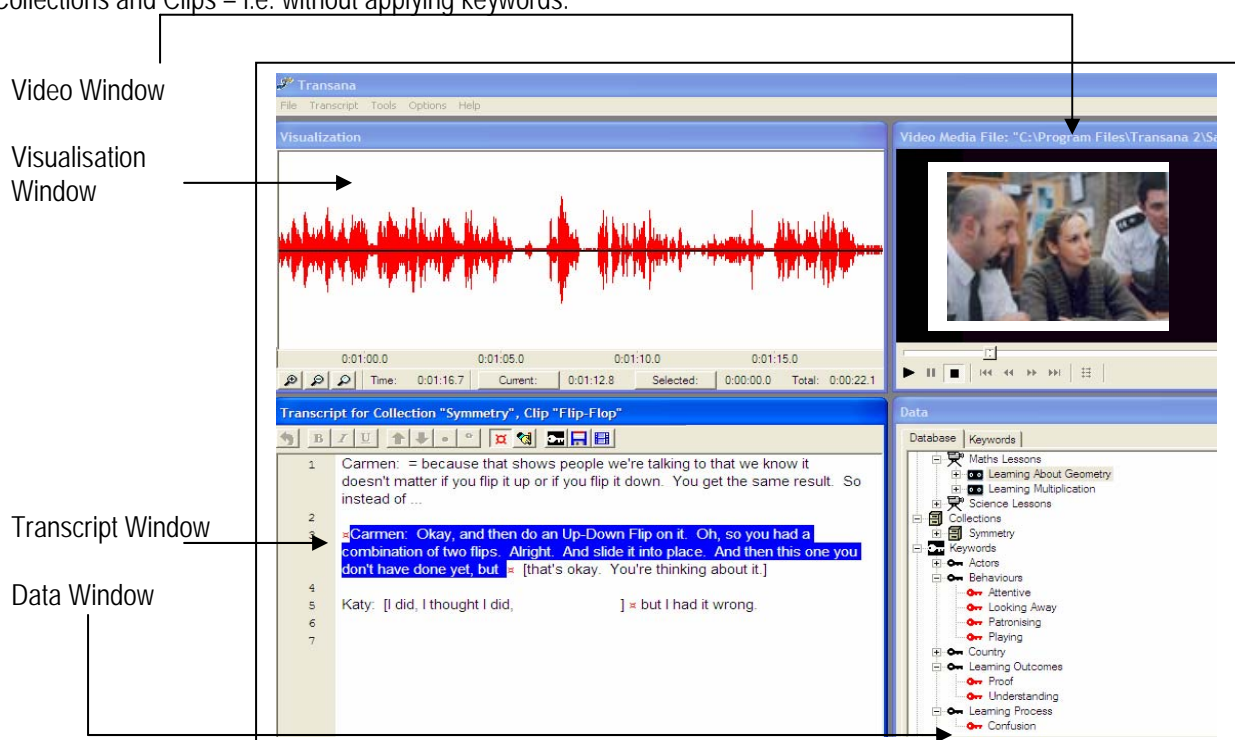 Collections and Clips – i.e. without applying keywords.
Video Window
Visualisation
Window
Transcript Window
Data Window
Transana
File Transcript Tools Options Help
Visualization
0:01:00.0 0:01:05.0 0:01:10.0 0:01:15.0
Time: 0:01:16.7 Current: 0:01:12.8 Selected: 0:00:00.0 Total: 0:00:22.1
Video Media File: "C:\Program Files\Transana 2\Sa
Transcript for Collection "Symmetry", Clip "Flip-Flop"
B I U
1 Carmen: = because that shows people we're talking to that we know it
doesn't matter if you flip it up or if you flip it down. You get the same result. So
instead of ...
2
3 ¤Carmen: Okay, and then do an Up-Down Flip on it. Oh, so you had a
combination of two flips. Alright. And slide it into place. And then this one you
don't have done yet, but ¤ [that's okay. You're thinking about it.]
4
5 Katy: [I did, I thought I did, ] ¤ but I had it wrong.
6
7
Data
Database Keywords
Maths Lessons
Learning About Geometry
Learning Multiplication
Science Lessons
Collections
Symmetry
Keywords
Actors
Behaviours
Attentive
Looking Away
Patronising
Playing
Country
Learning Outcomes
Proof
Understanding
Learning Process
Confusion